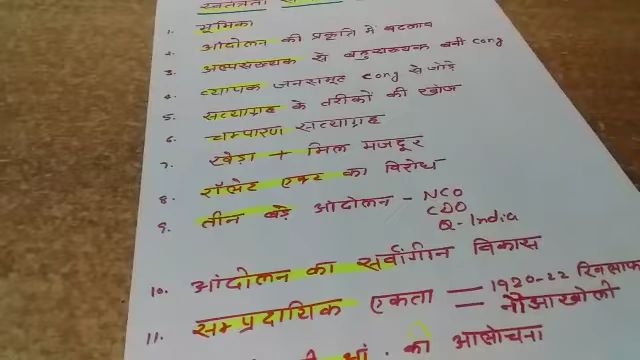 स्वतंत्रता
1. भूमिका
2. आंदोलन की प्रकृति में बदलाव
3. अल्पसंख्यक से बहुसंख्यक बनी Cong
4. व्यापक जनसमूह Cong से जोड़े
5. सत्याग्रह के तरीकों की खोज
6. चम्पारण सत्याग्रह
7. खेड़ा + मिल मजदूर
8. रॉलेट एक्ट का विरोध
9. तीन बड़े आंदोलन - NCO
CDO
Q-India
10. आंदोलन का सर्वांगीन विकास
11. सम्प्रदायिक एकता = 1920-22 खिलाफ
नौआखोली
की आलोचना